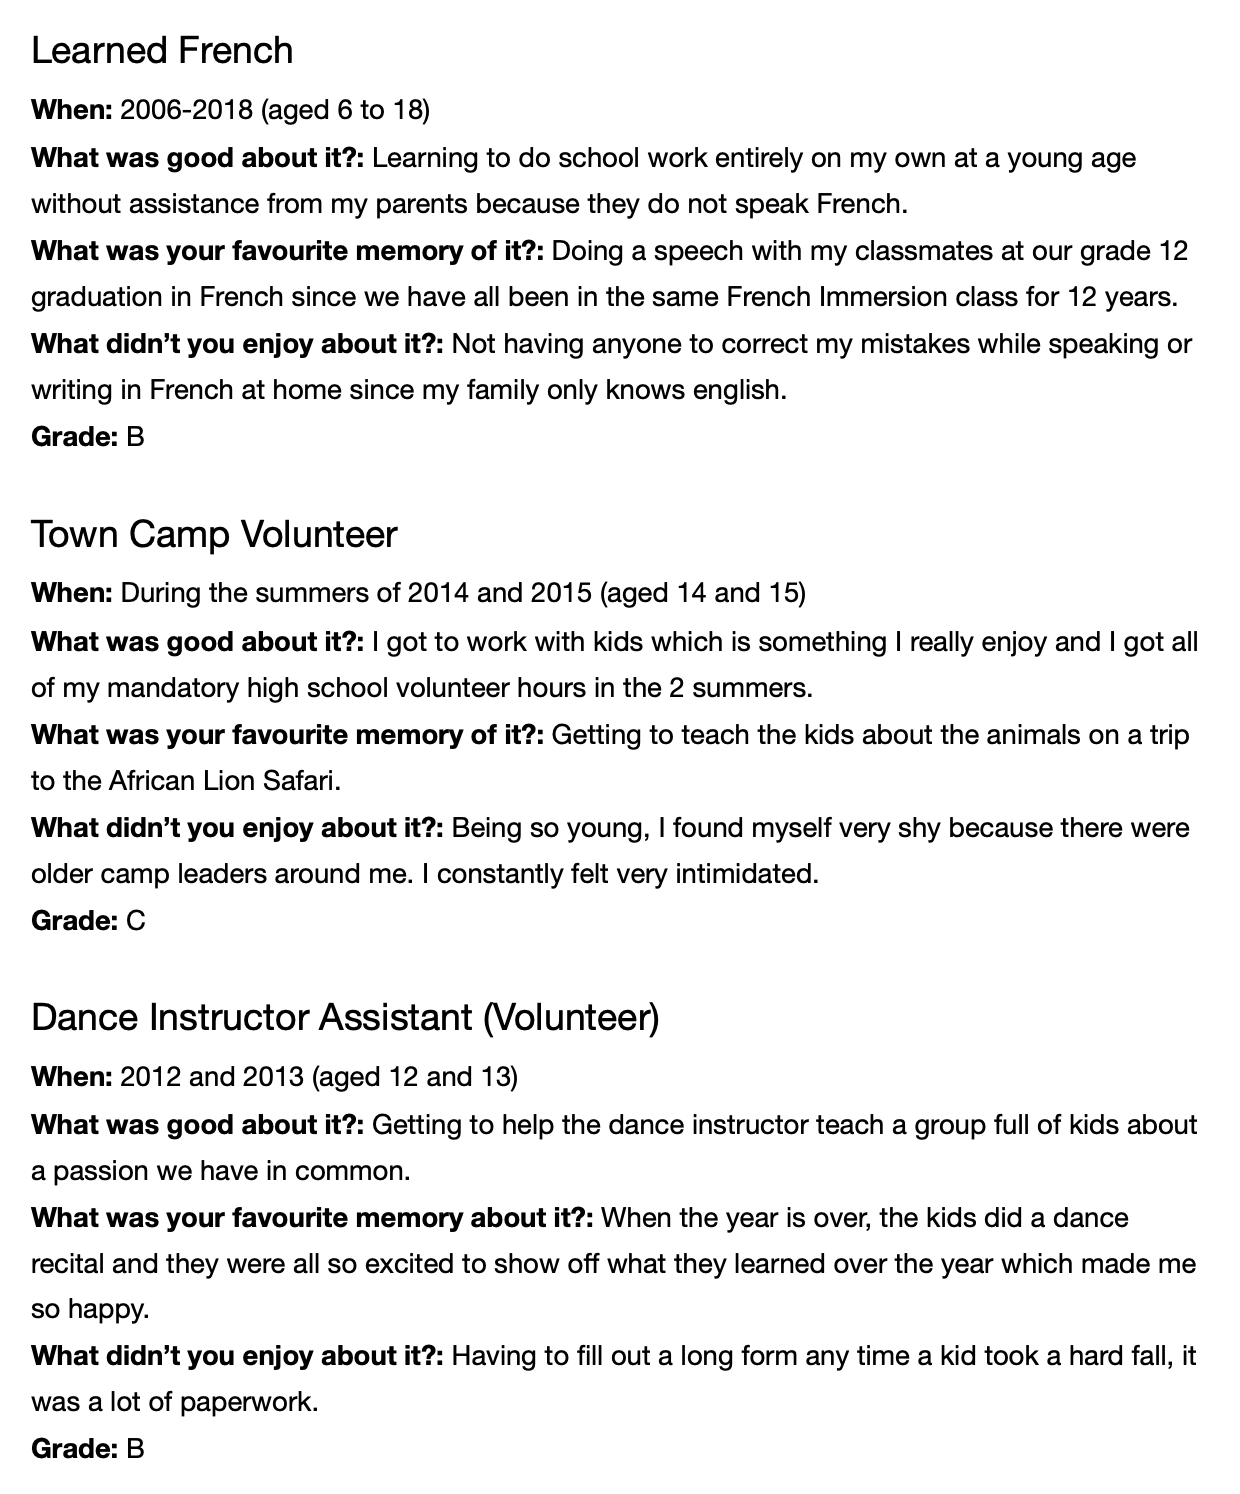 Learned French
When: 2006-2018 (aged 6 to 18)
What was good about it?: Learning to do school work entirely on my own at a young age
without assistance from my parents because they do not speak French.
What was your favourite memory of it?: Doing a speech with my classmates at our grade 12
graduation in French since we have all been in the same French Immersion class for 12 years.
What didn’t you enjoy about it?: Not having anyone to correct my mistakes while speaking or
writing in French at home since my family only knows english.
Grade: B
Town Camp Volunteer
When: During the summers of 2014 and 2015 (aged 14 and 15)
What was good about it?: I got to work with kids which is something I really enjoy and I got all
of my mandatory high school volunteer hours in the 2 summers.
What was your favourite memory of it?: Getting to teach the kids about the animals on a trip
to the African Lion Safari.
What didn’t you enjoy about it?: Being so young, I found myself very shy because there were
older camp leaders around me. I constantly felt very intimidated.
Grade: C
Dance Instructor Assistant (Volunteer)
When: 2012 and 2013 (aged 12 and 13)
What was good about it?: Getting to help the dance instructor teach a group full of kids about
a passion we have in common.
What was your favourite memory about it?: When the year is over, the kids did a dance
recital and they were all so excited to show off what they learned over the year which made me
so happy.
What didn’t you enjoy about it?: Having to fill out a long form any time a kid took a hard fall, it
was a lot of paperwork.
Grade: B